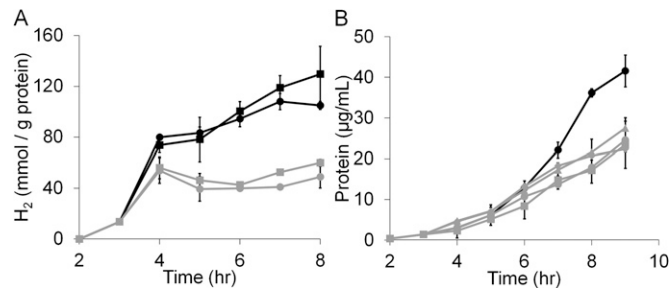 A
H₂ (mmol / g protein)
160
120
80
40
0
2 3 4 5 6 7 8
Time (hr)
B
Protein (µg/mL)
50
40
30
20
10
0
2 4 6 8 10
Time (hr)